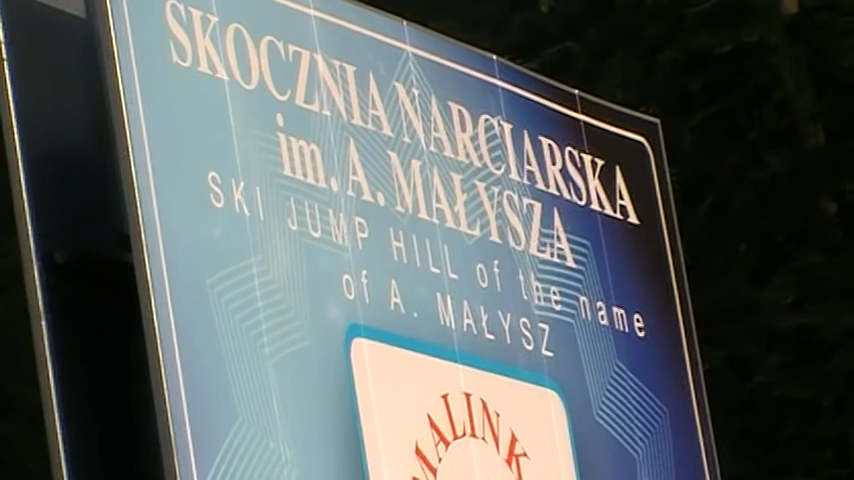 SKOCZNIA NARCIARSKA
im. A. MAŁYSZA
SKI JUMP HILL of the name
of A. MAŁYSZ
MALINK